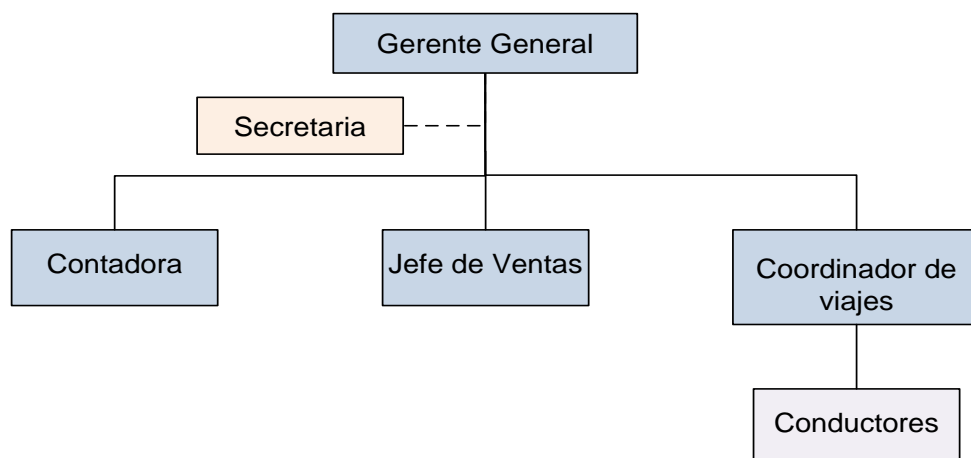 Gerente General
Secretaria
Contadora
Jefe de Ventas
Coordinador de
viajes
Conductores